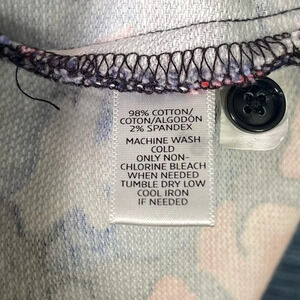 98% COTTON/
COTON/ALGODÓN
2% SPANDEX
MACHINE WASH
COLD
ONLY NON-
CHLORINE BLEACH
WHEN NEEDED
TUMBLE DRY LOW
COOL IRON
IF NEEDED